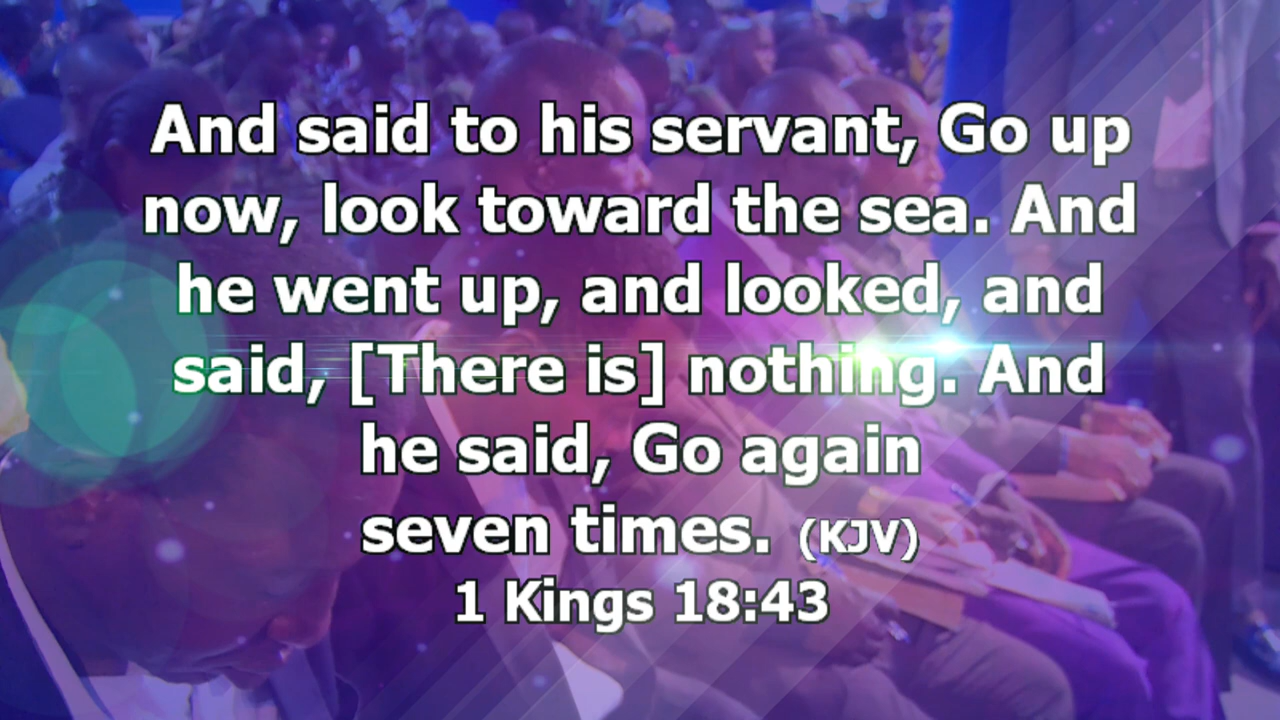 And said to his servant, Go up
now, look toward the sea. And
he went up, and looked, and
said, [There is] nothing. And
he said, Go again
seven times. (KJV)
1 Kings 18:43